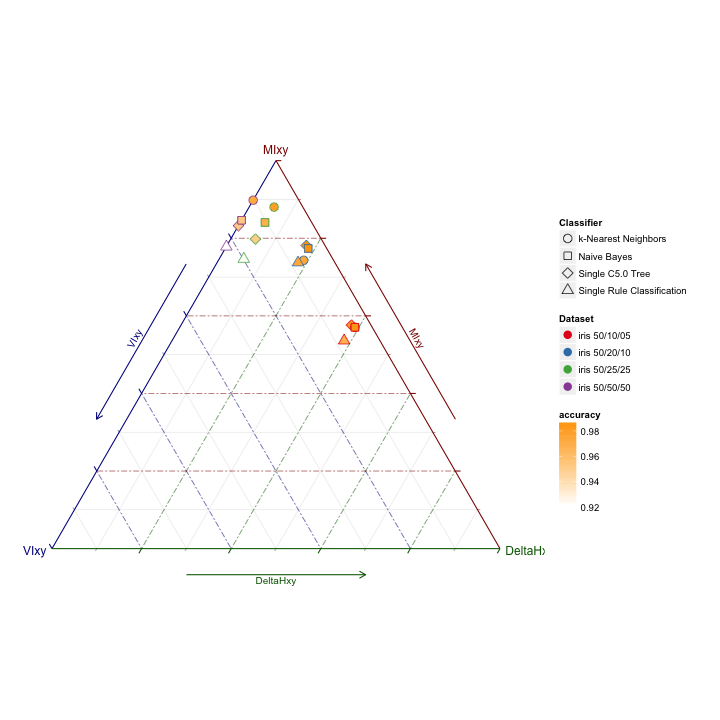 MIxy
VIxy
MIxy
VIxy
DeltaHx
DeltaHxy
Classifier
k-Nearest Neighbors
Naive Bayes
Single C5.0 Tree
Single Rule Classification
Dataset
iris 50/10/05
iris 50/20/10
iris 50/25/25
iris 50/50/50
accuracy
0.98
0.96
0.94
0.92